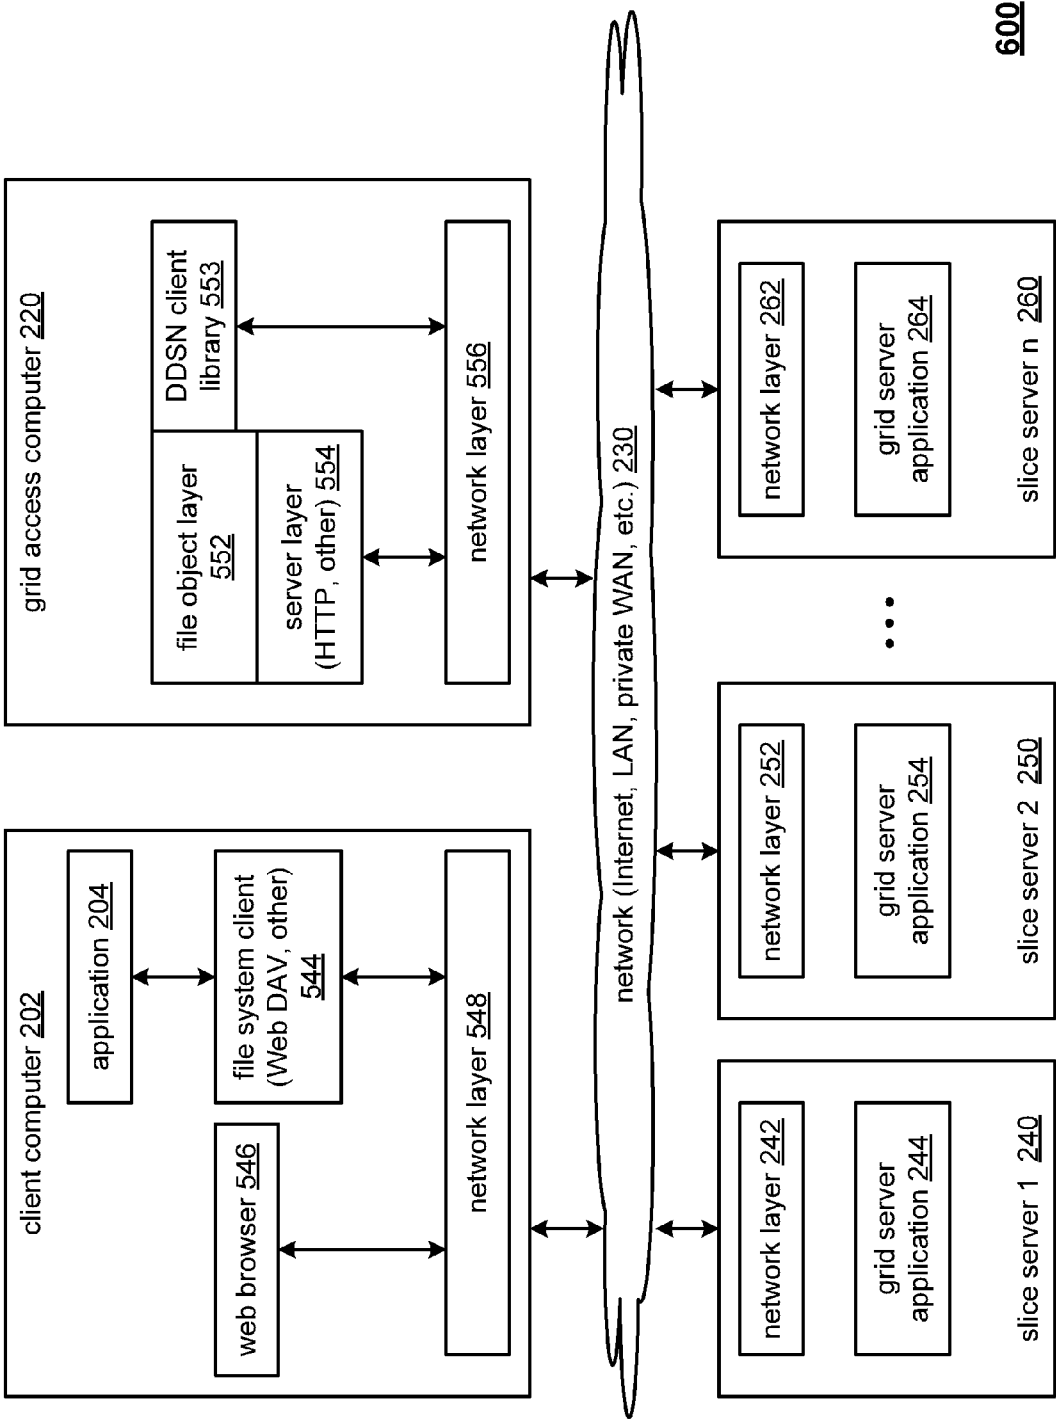 client computer 202
application 204
web browser 546
file system client
(Web DAV, other)
544
network layer 548
grid access computer 220
file object layer
552
DDSN client
library 553
server layer
(HTTP, other) 554
network layer 556
network (Internet, LAN, private WAN, etc.) 230
network layer 242
grid server
application 244
slice server 1 240
network layer 252
grid server
application 254
slice server 2 250
network layer 262
grid server
application 264
slice server n 260
600